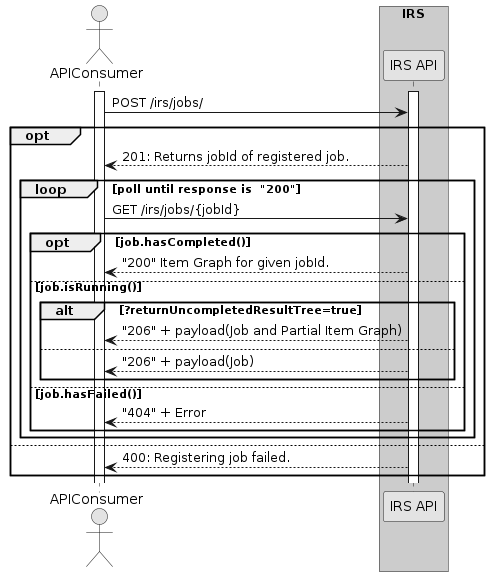 IRS
APIConsumer
IRS API
POST /irs/jobs/
opt
201: Returns jobId of registered job.
loop [poll until response is "200"]
GET /irs/jobs/{jobId}
opt [job.hasCompleted()]
"200" Item Graph for given jobId.
[job.isRunning()]
alt [?returnUncompletedResultTree=true]
"206" + payload(Job and Partial Item Graph)
"206" + payload(Job)
[job.hasFailed()]
"404" + Error
400: Registering job failed.
APIConsumer
IRS API